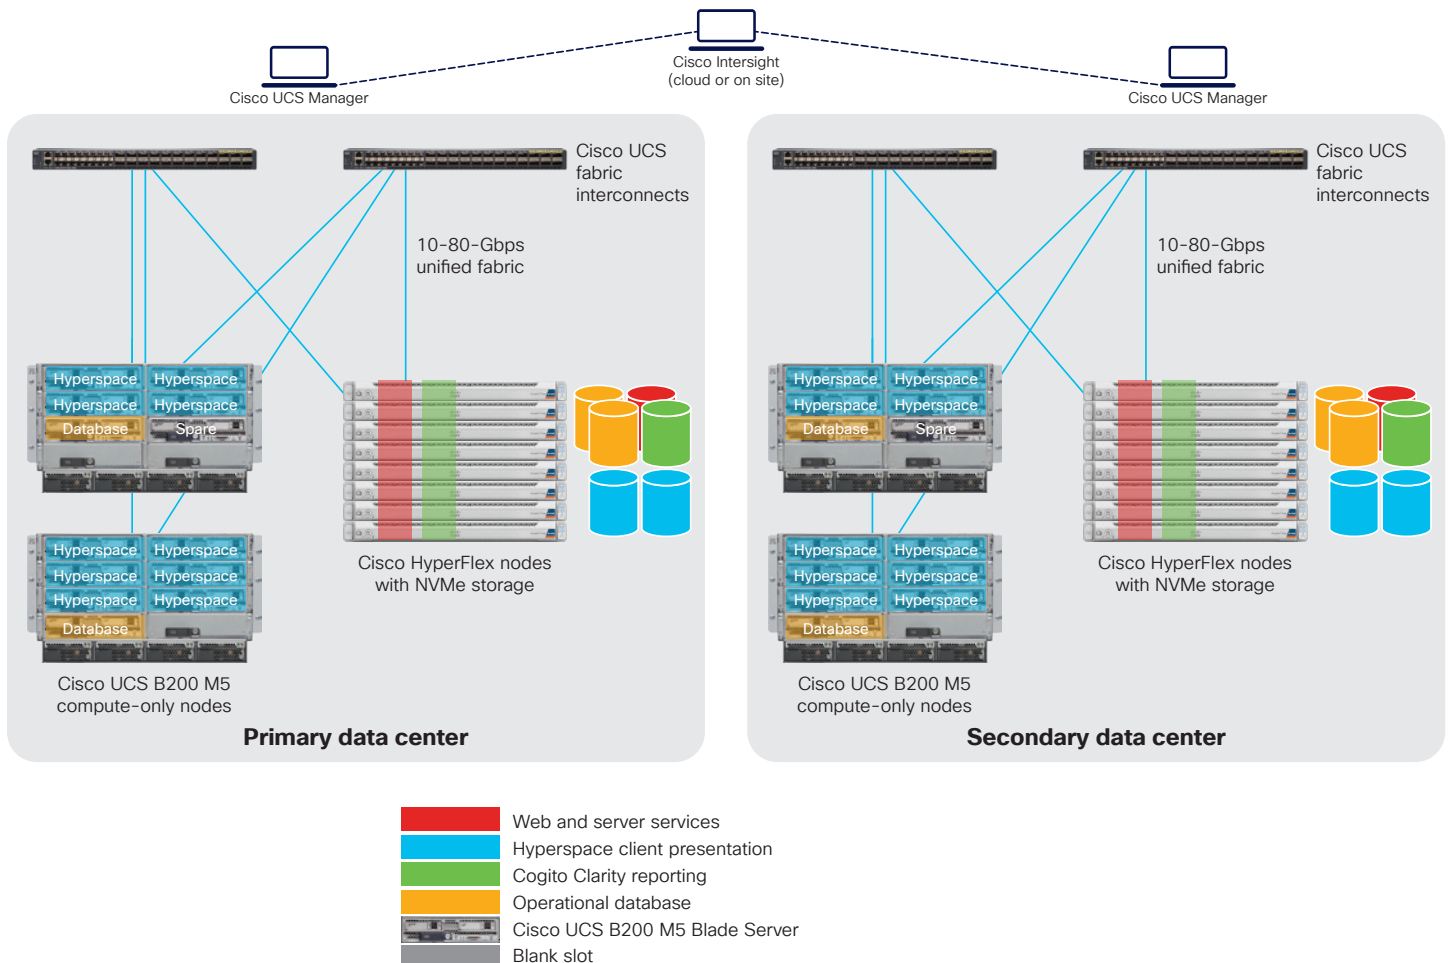 Cisco Intersight
(cloud or on site)
Cisco UCS Manager
Cisco UCS Manager
Cisco UCS
fabric
interconnects
10-80-Gbps
unified fabric
Hyperspace
Hyperspace
Hyperspace
Hyperspace
Database
Spare
Hyperspace
Hyperspace
Hyperspace
Hyperspace
Hyperspace
Hyperspace
Database
Cisco HyperFlex nodes
with NVMe storage
Cisco UCS B200 M5
compute-only nodes
Primary data center
Cisco UCS
fabric
interconnects
10-80-Gbps
unified fabric
Hyperspace
Hyperspace
Hyperspace
Hyperspace
Database
Spare
Hyperspace
Hyperspace
Hyperspace
Hyperspace
Hyperspace
Hyperspace
Database
Cisco HyperFlex nodes
with NVMe storage
Cisco UCS B200 M5
compute-only nodes
Secondary data center
Web and server services
Hyperspace client presentation
Cogito Clarity reporting
Operational database
Cisco UCS B200 M5 Blade Server
Blank slot